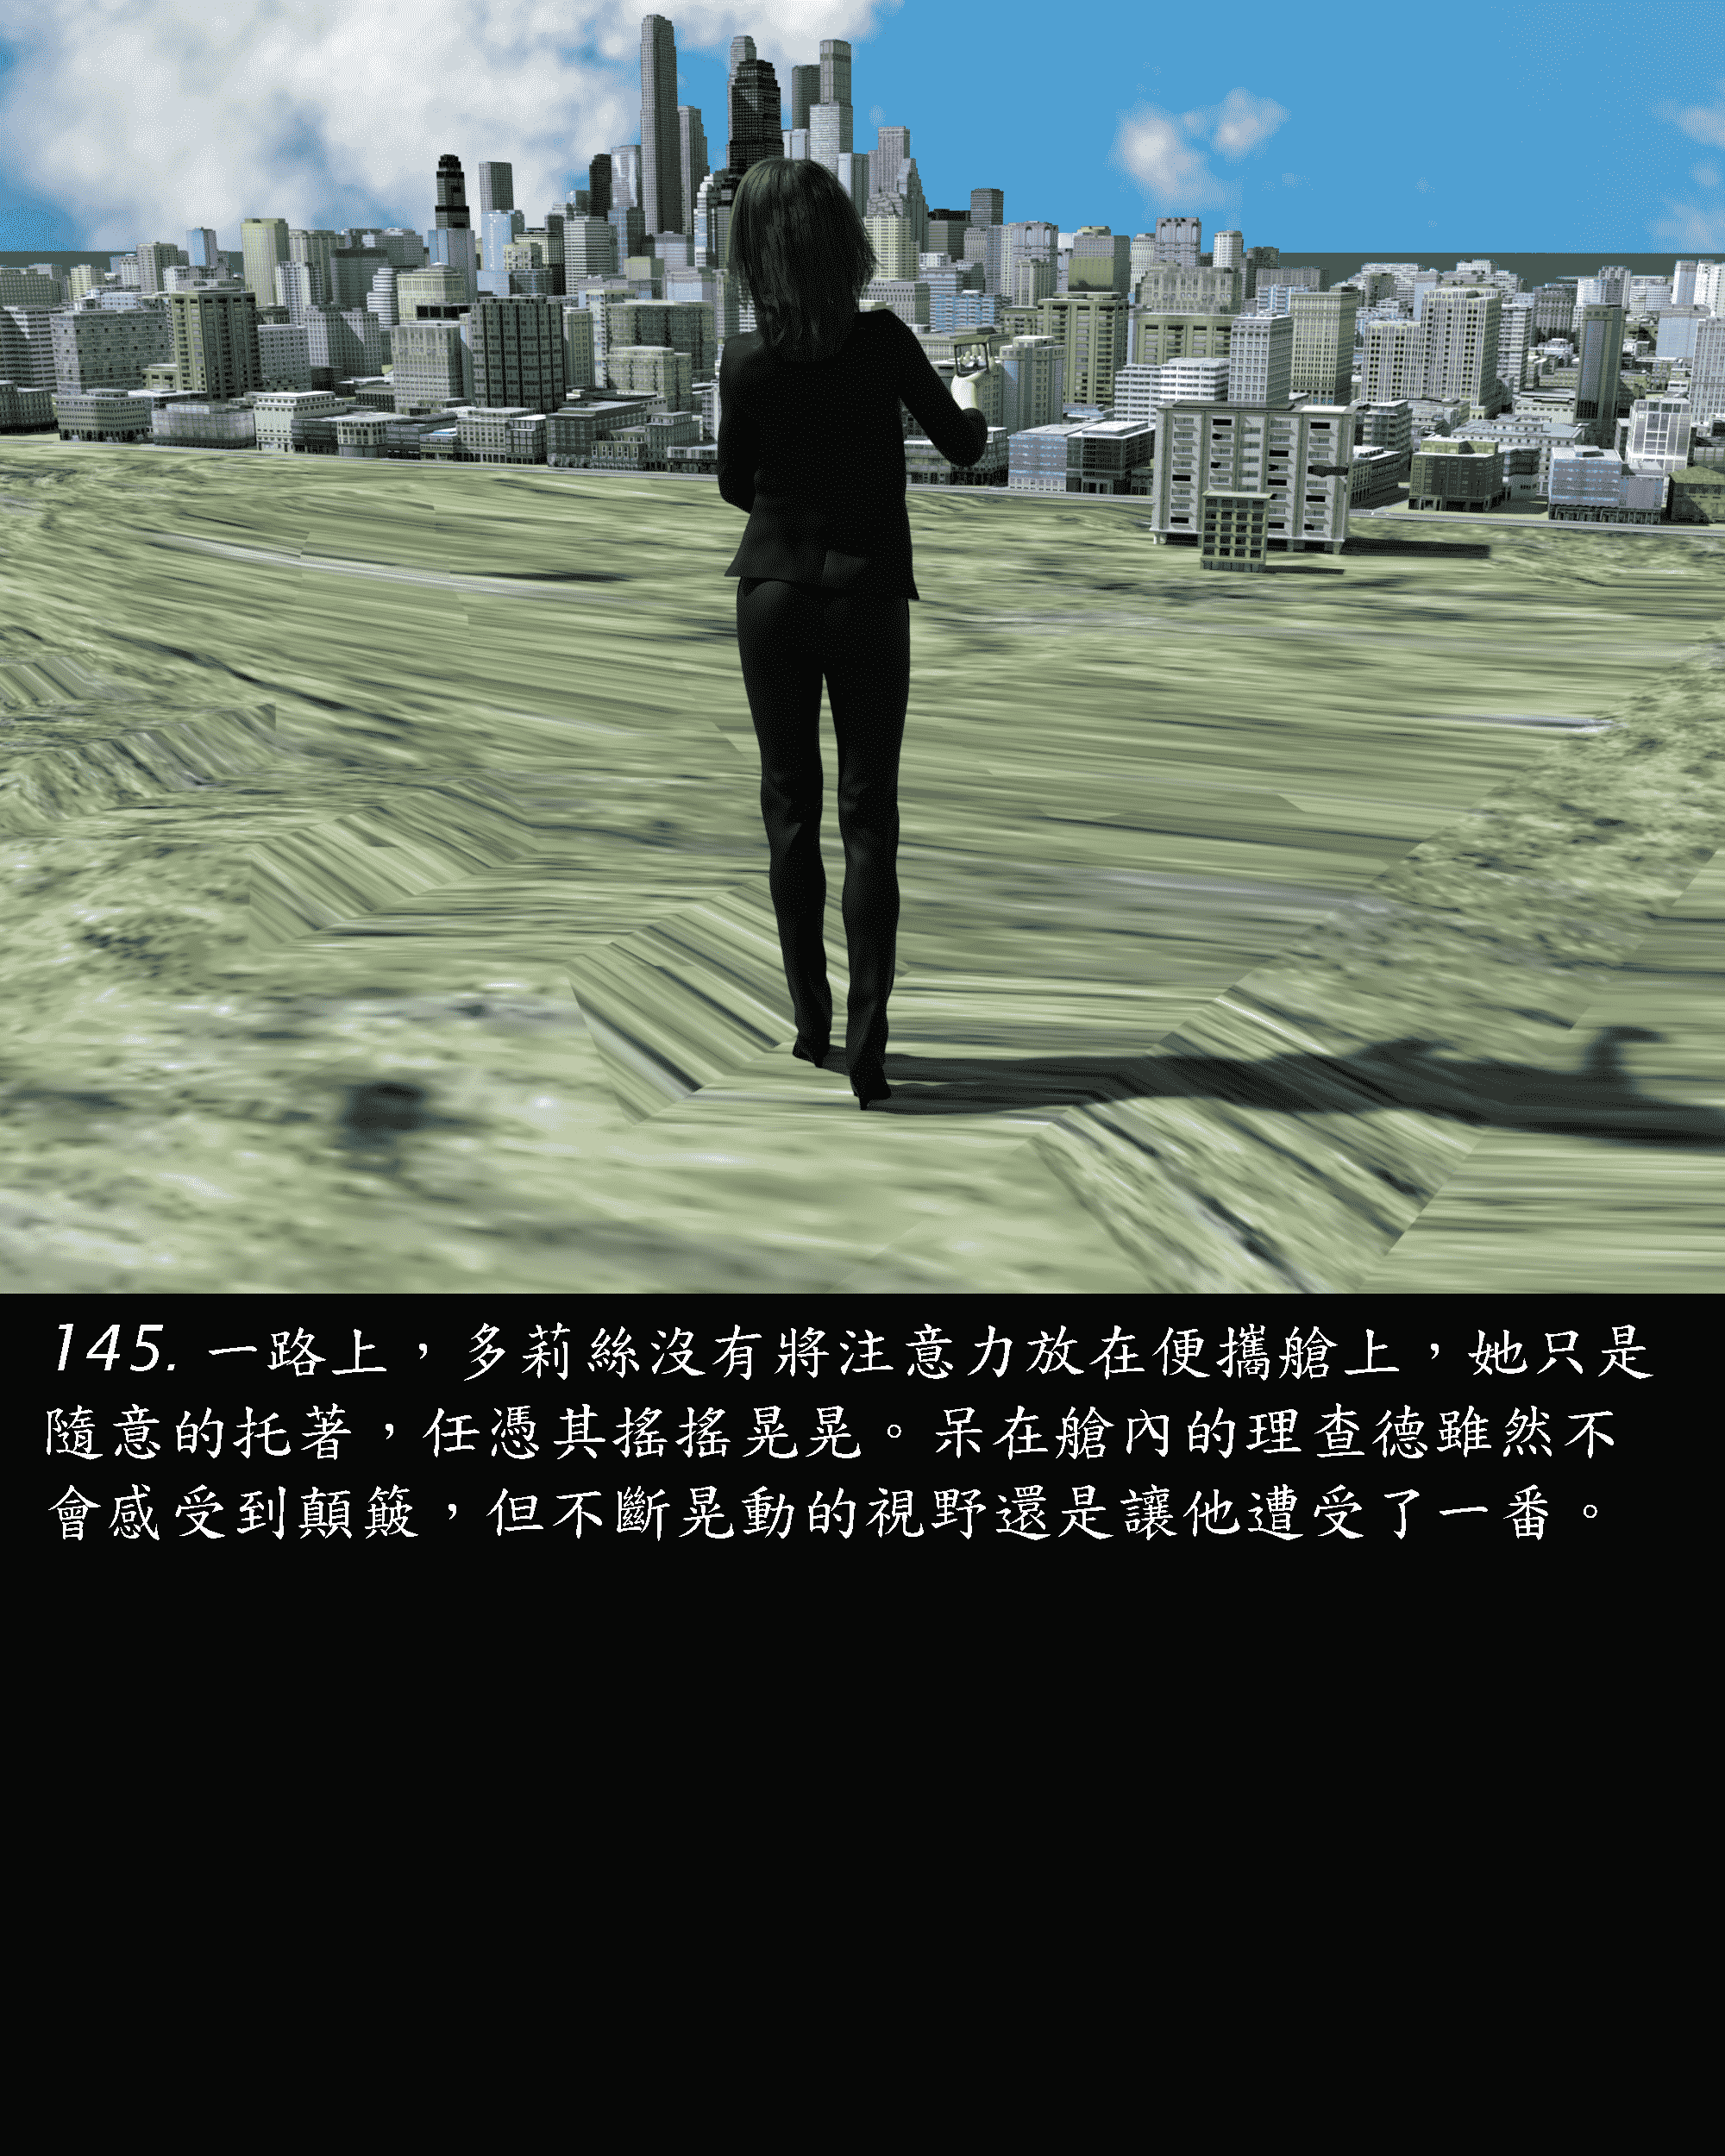 145. 一路上，多莉絲沒有將注意力放在便攜艙上，她只是
隨意的托著，任憑其搖搖晃晃。呆在艙內的理查德雖然不
會感受到顛簸，但不斷晃動的視野還是讓他遭受了一番。